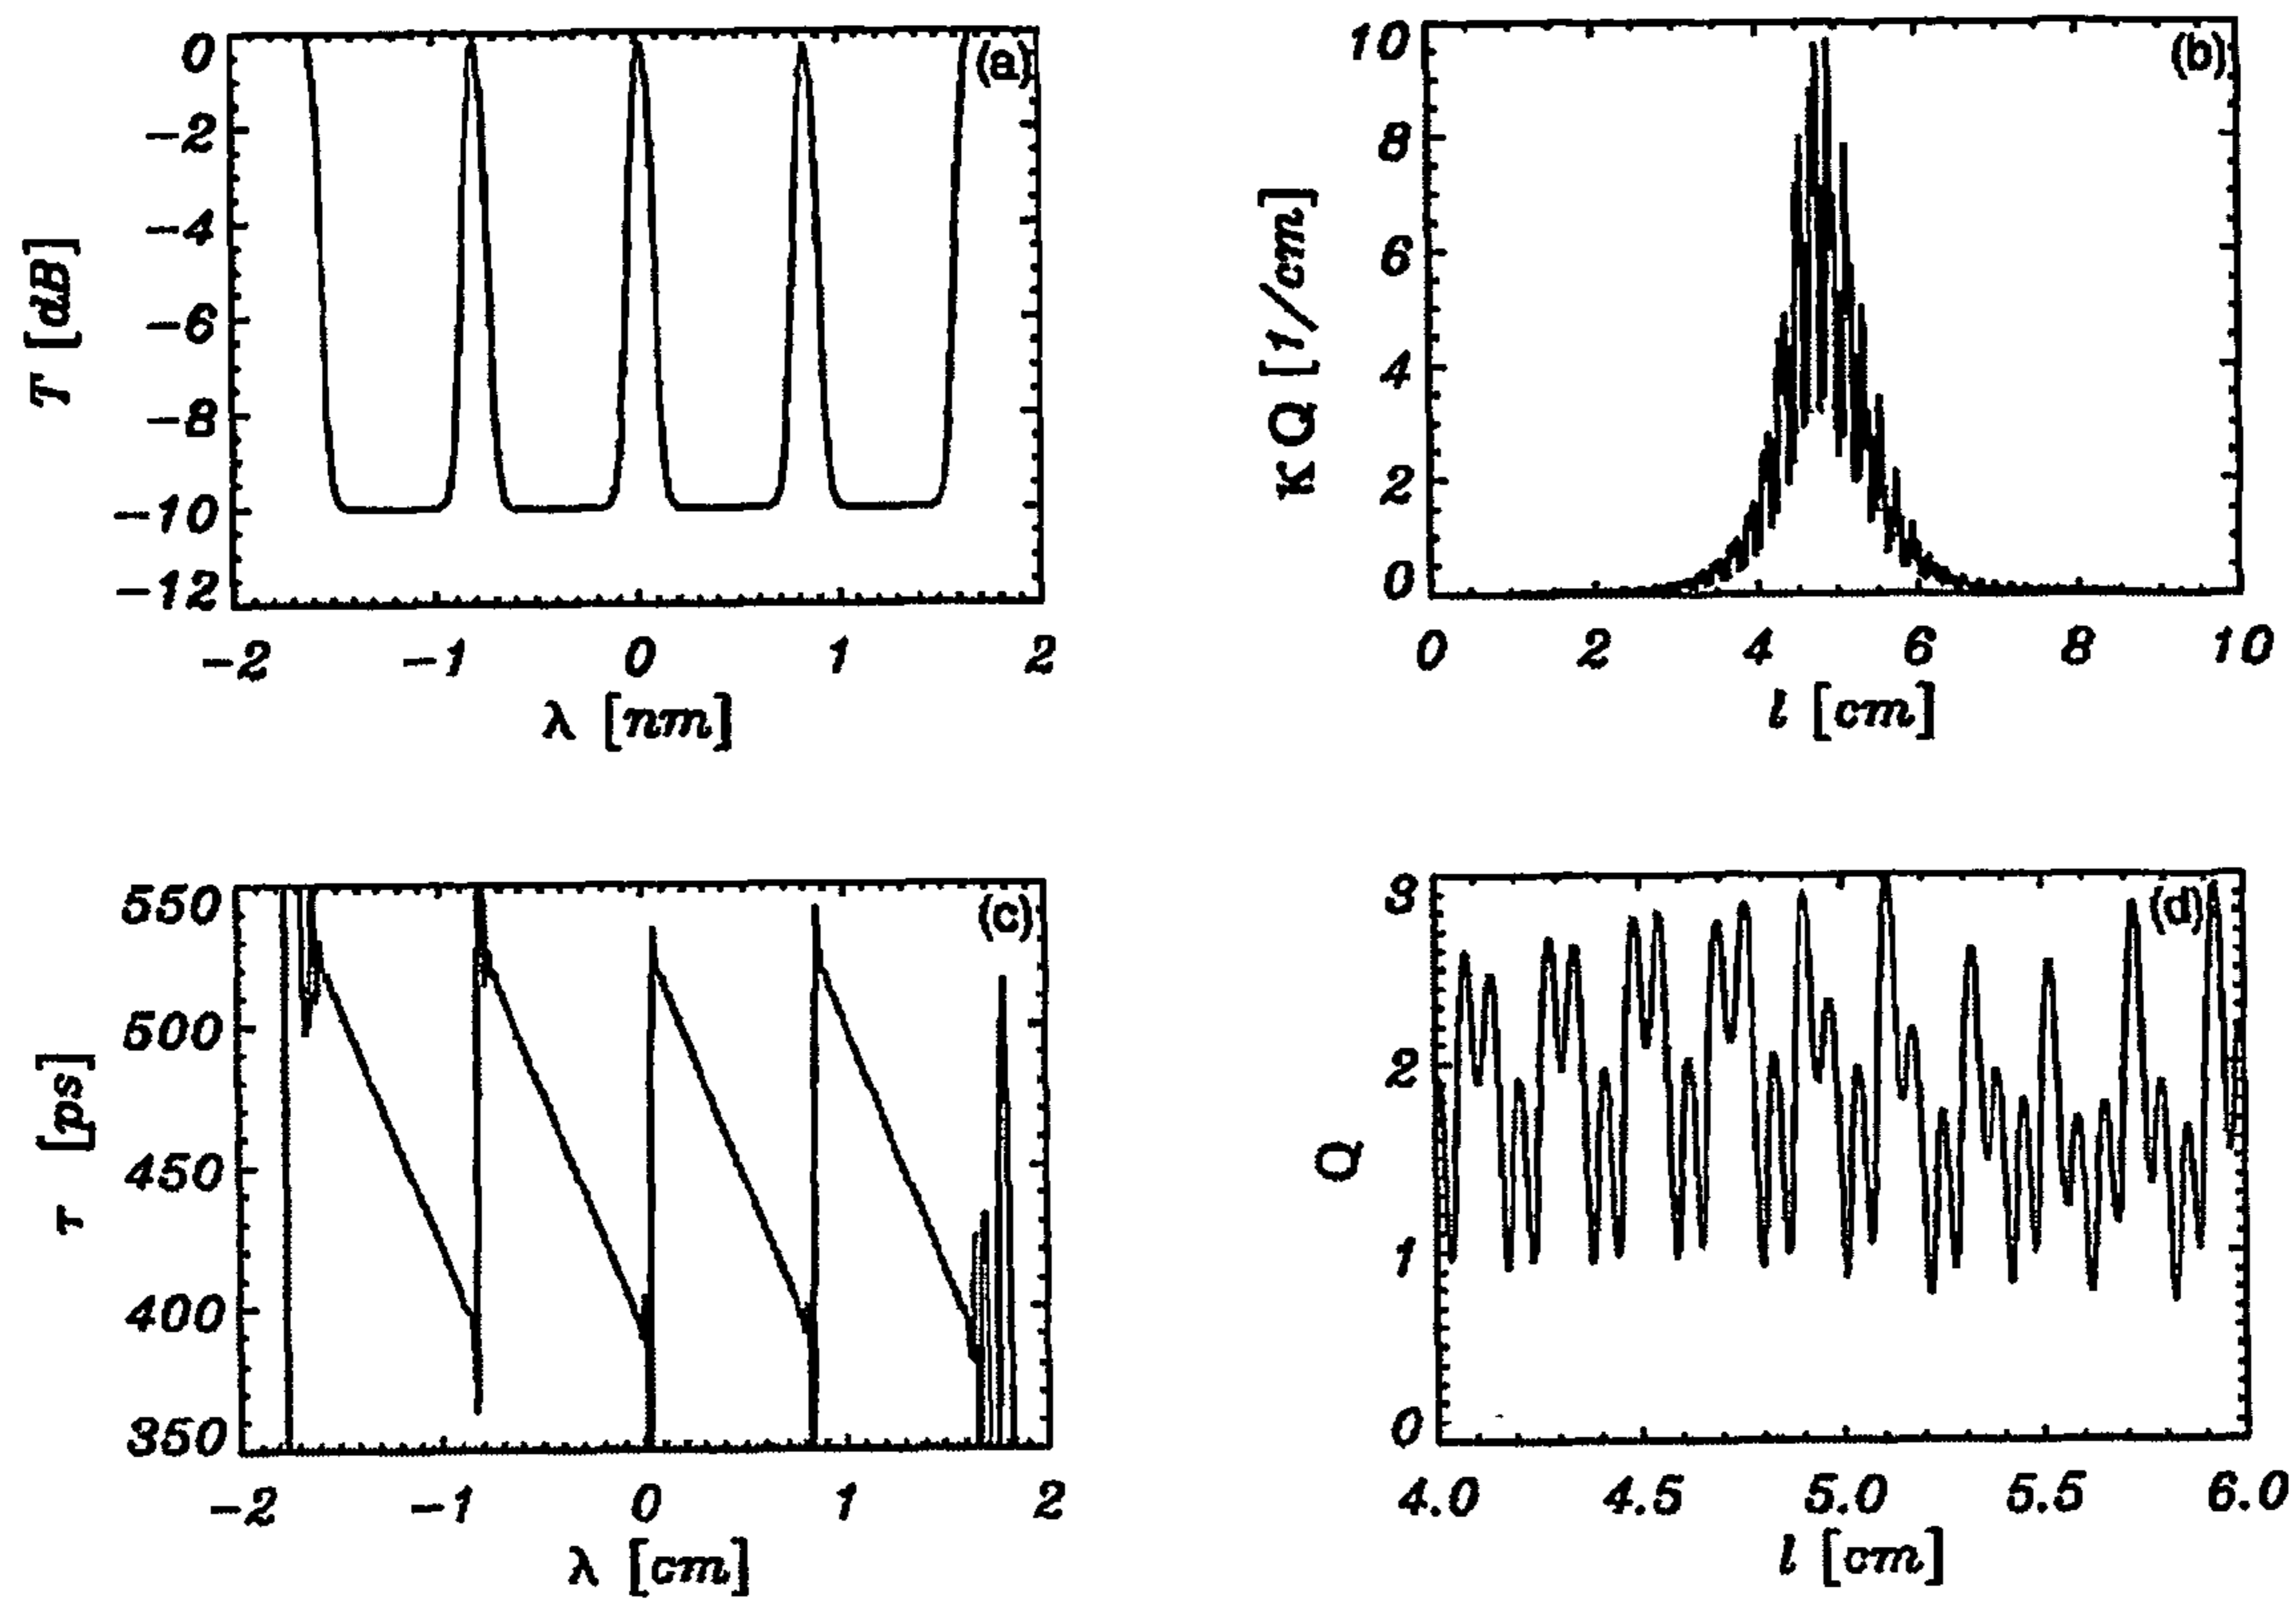 (a)
0
−2
−4
−6
−8
−10
−12
T [dB]
−2 −1 0 1 2
λ [nm]
(b)
10
8
6
4
2
0
κ Q [1/cm]
0 2 4 6 8 10
l [cm]
(c)
550
500
450
400
350
τ [ps]
−2 −1 0 1 2
λ [cm]
(d)
3
2
1
0
Q
4.0 4.5 5.0 5.5 6.0
l [cm]